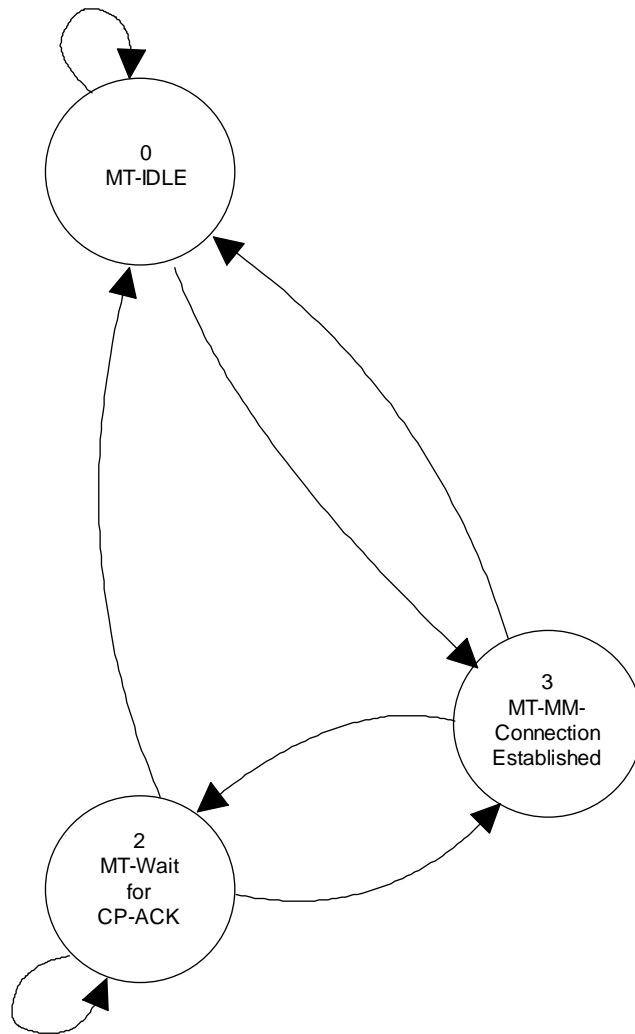 0
MT-IDLE
3
MT-MM-
Connection
Established
2
MT-Wait
for
CP-ACK